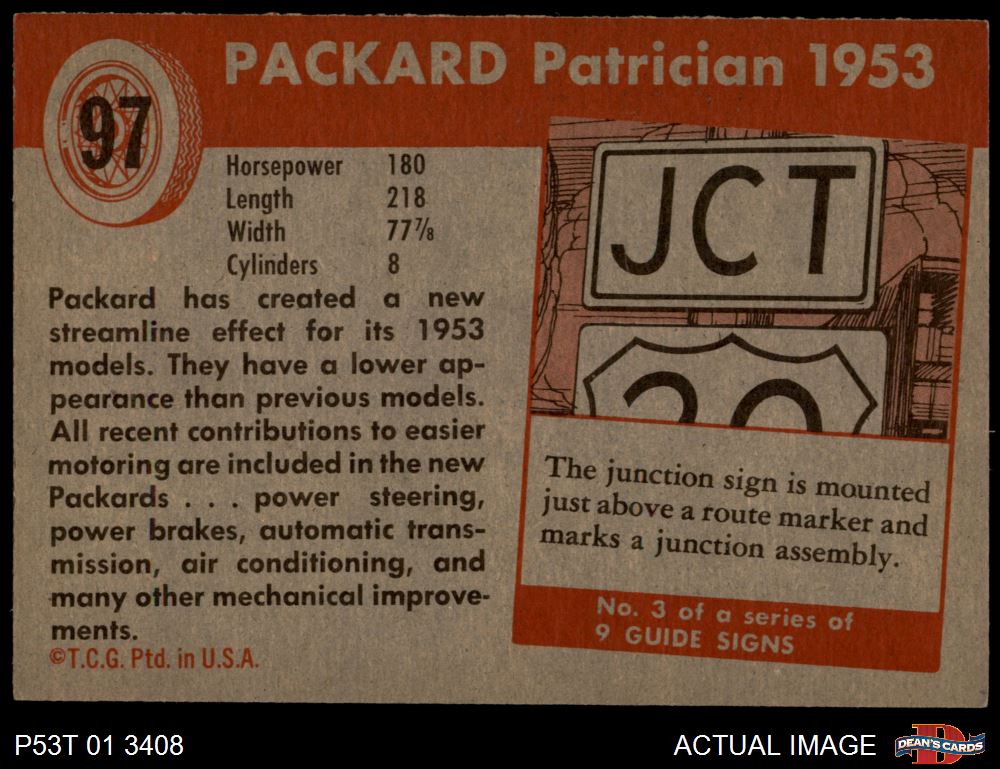 97
PACKARD Patrician 1953
Horsepower 180
Length 218
Width 77⅞
Cylinders 8
Packard has created a new
streamline effect for its 1953
models. They have a lower ap-
pearance than previous models.
All recent contributions to easier
motoring are included in the new
Packards . . . power steering,
power brakes, automatic trans-
mission, air conditioning, and
many other mechanical improve-
ments.
©T.C.G. Ptd. in U.S.A.
JCT
The junction sign is mounted
just above a route marker and
marks a junction assembly.
No. 3 of a series of
9 GUIDE SIGNS
P53T 01 3408
ACTUAL IMAGE
D
DEAN'S CARDS